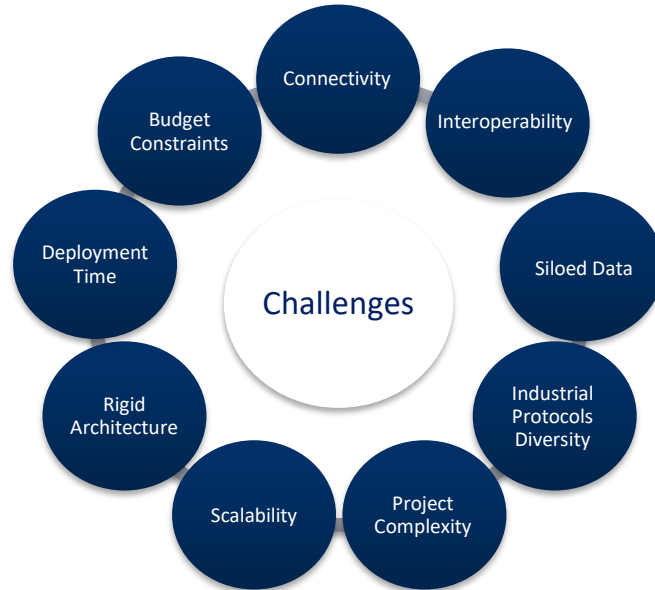 Connectivity
Interoperability
Siloed Data
Industrial
Protocols
Diversity
Project
Complexity
Scalability
Rigid
Architecture
Deployment
Time
Budget
Constraints
Challenges